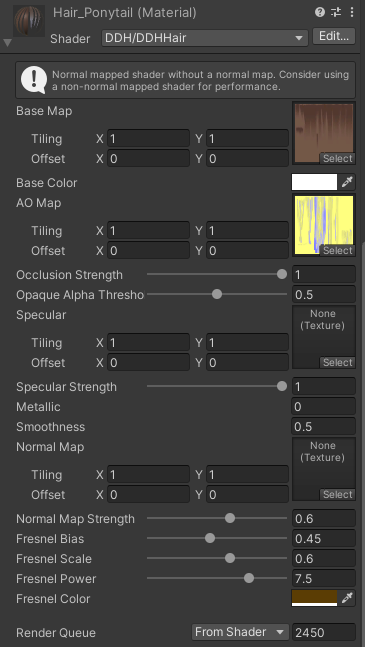 Hair_Ponytail (Material)
Shader DDH/DDHHair Edit...
Normal mapped shader without a normal map. Consider using
a non-normal mapped shader for performance.
Base Map
Tiling X 1 Y 1
Offset X 0 Y 0
Select
Base Color
AO Map
Tiling X 1 Y 1
Offset X 0 Y 0
Select
Occlusion Strength 1
Opaque Alpha Thresho 0.5
Specular
None
(Texture)
Tiling X 1 Y 1
Offset X 0 Y 0
Select
Specular Strength 1
Metallic 0
Smoothness 0.5
Normal Map
None
(Texture)
Tiling X 1 Y 1
Offset X 0 Y 0
Select
Normal Map Strength 0.6
Fresnel Bias 0.45
Fresnel Scale 0.6
Fresnel Power 7.5
Fresnel Color
Render Queue From Shader 2450